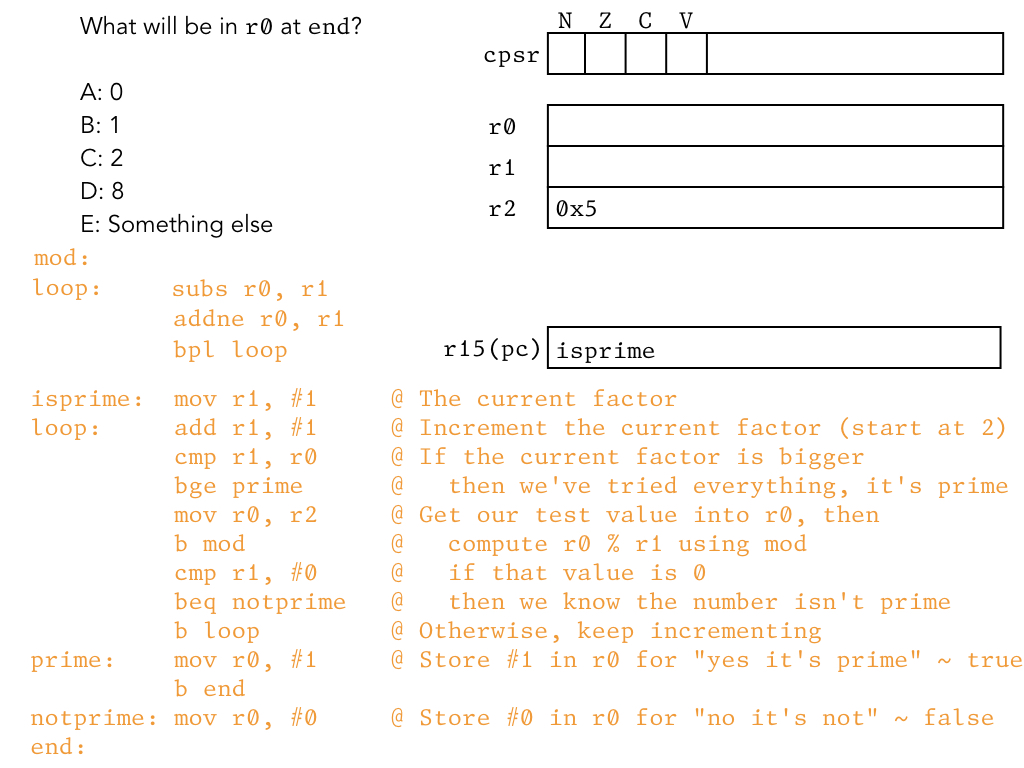 What will be in r0 at end?
A: 0
B: 1
C: 2
D: 8
E: Something else
N Z C V
cpsr
r0
r1
r2 0x5
r15(pc) isprime
mod:
loop: subs r0, r1
addne r0, r1
bpl loop
isprime: mov r1, #1 @ The current factor
loop: add r1, #1 @ Increment the current factor (start at 2)
cmp r1, r0 @ If the current factor is bigger
bge prime @ then we've tried everything, it's prime
mov r0, r2 @ Get our test value into r0, then
b mod @ compute r0 % r1 using mod
cmp r1, #0 @ if that value is 0
beq notprime @ then we know the number isn't prime
b loop @ Otherwise, keep incrementing
prime: mov r0, #1 @ Store #1 in r0 for "yes it's prime" ~ true
b end
notprime: mov r0, #0 @ Store #0 in r0 for "no it's not" ~ false
end: